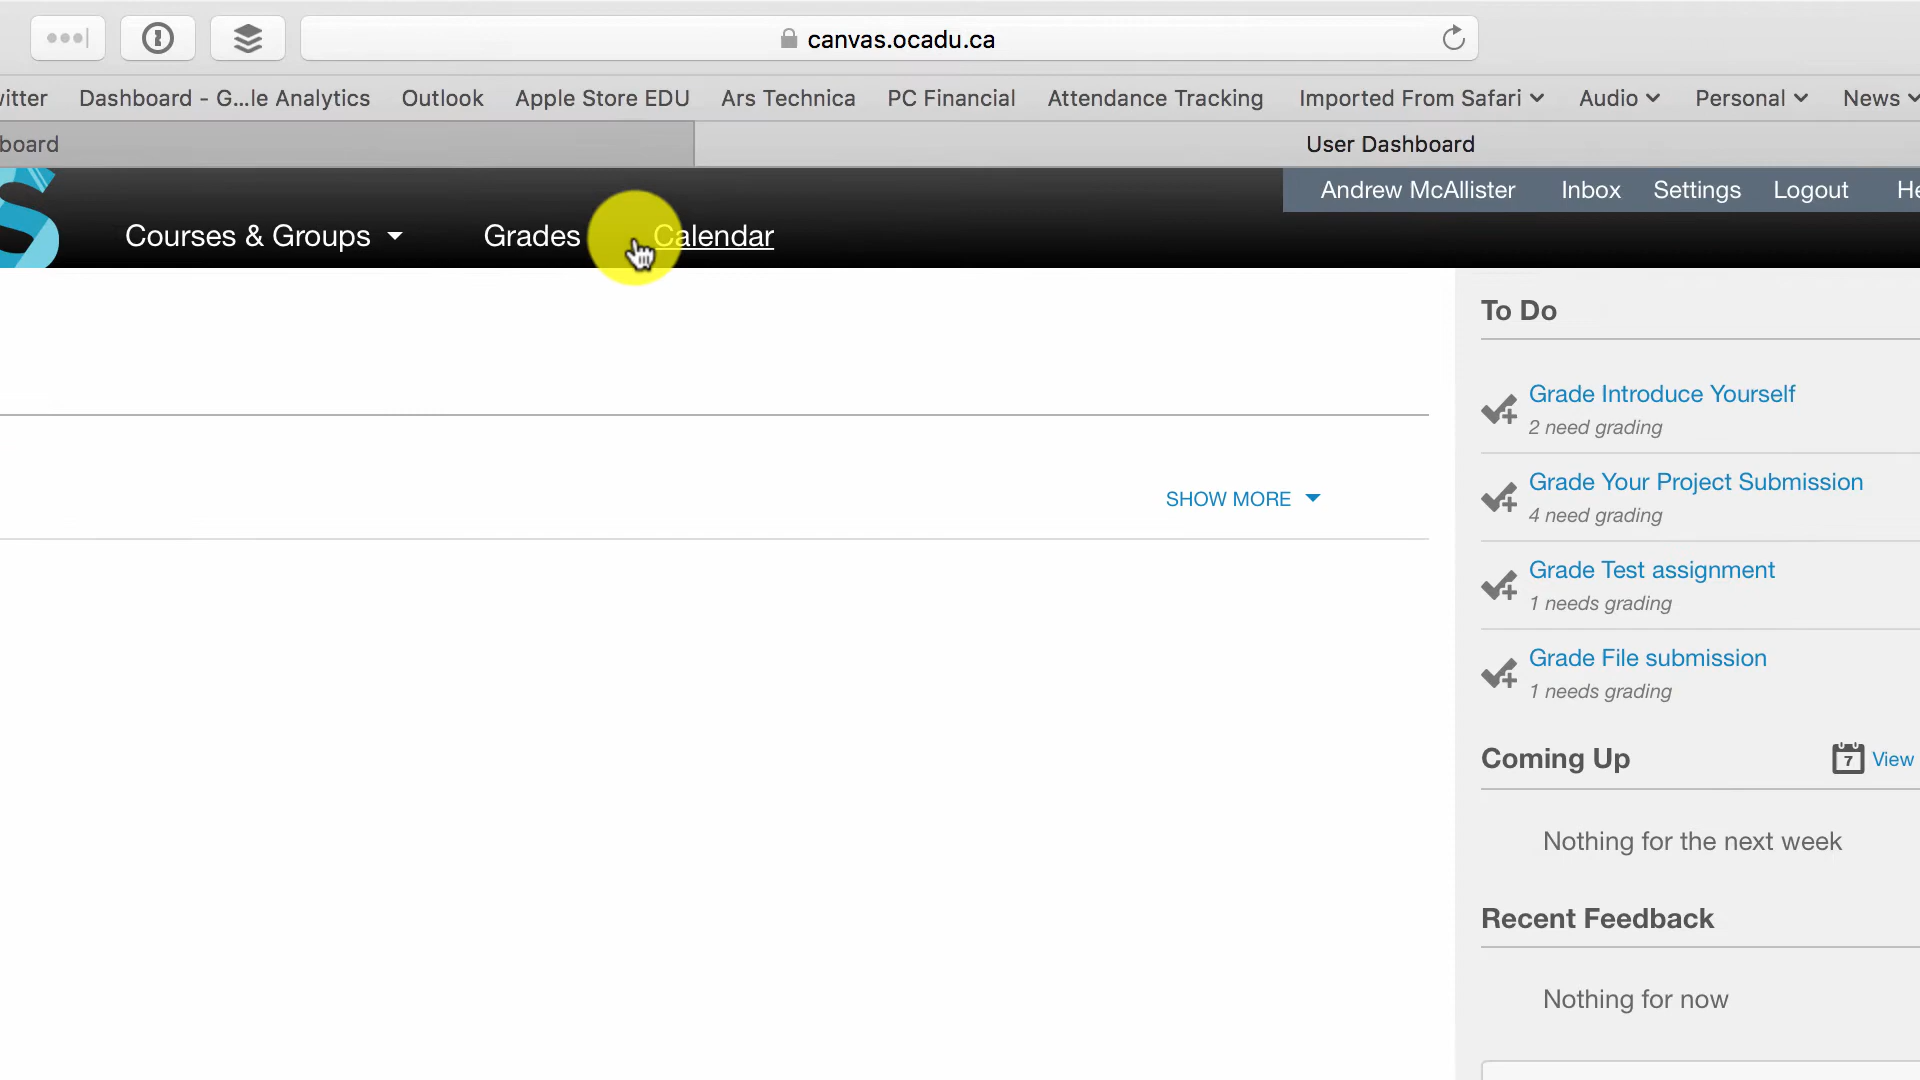 canvas.ocadu.ca
itter Dashboard - G...le Analytics Outlook Apple Store EDU Ars Technica PC Financial Attendance Tracking Imported From Safari Audio Personal News
board User Dashboard
Andrew McAllister Inbox Settings Logout He
Courses & Groups Grades Calendar
To Do
Grade Introduce Yourself
2 need grading
SHOW MORE
Grade Your Project Submission
4 need grading
Grade Test assignment
1 needs grading
Grade File submission
1 needs grading
Coming Up 7 View
Nothing for the next week
Recent Feedback
Nothing for now